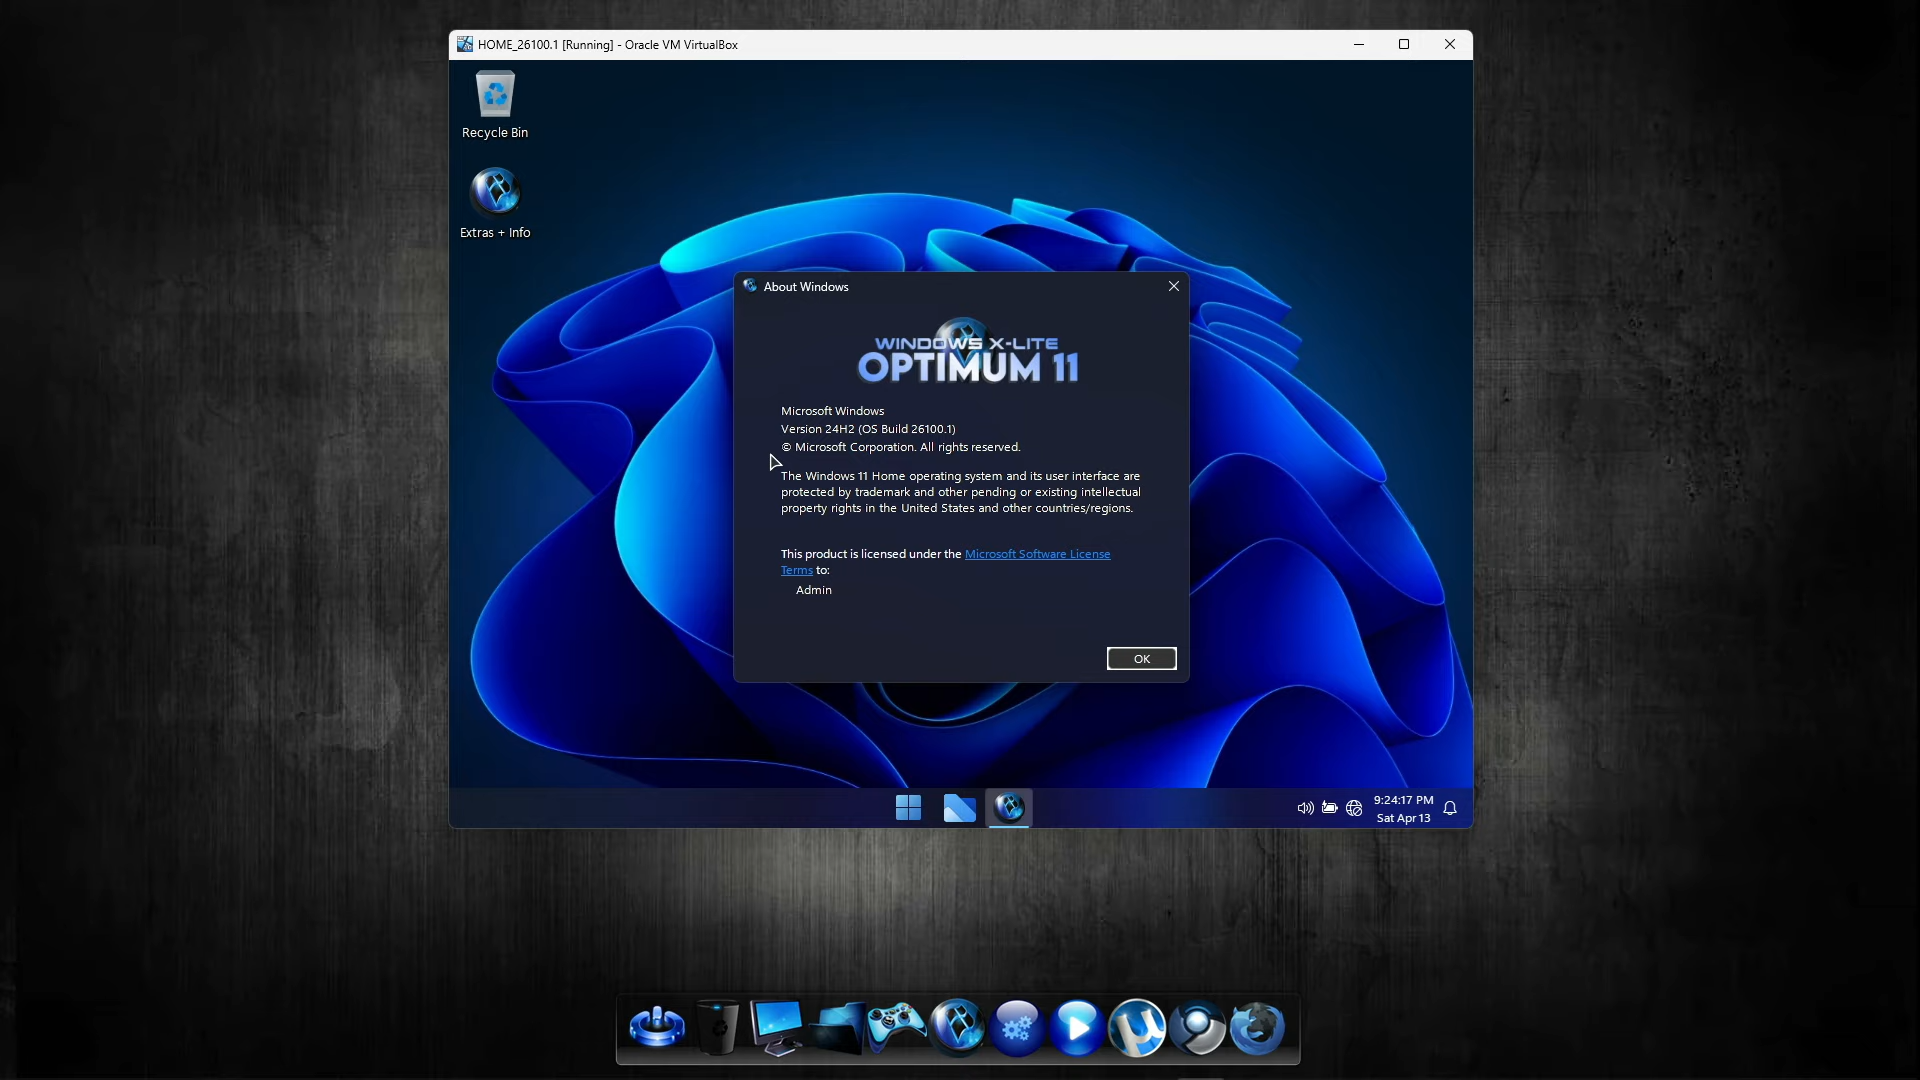 HOME_26100.1 [Running] - Oracle VM VirtualBox
Recycle Bin
Extras + Info
About Windows
WINDOWS X-LITE
OPTIMUM 11
Microsoft Windows
Version 24H2 (OS Build 26100.1)
© Microsoft Corporation. All rights reserved.
The Windows 11 Home operating system and its user interface are
protected by trademark and other pending or existing intellectual
property rights in the United States and other countries/regions.
This product is licensed under the Microsoft Software License
Terms to:
Admin
OK
9:24:17 PM
Sat Apr 13